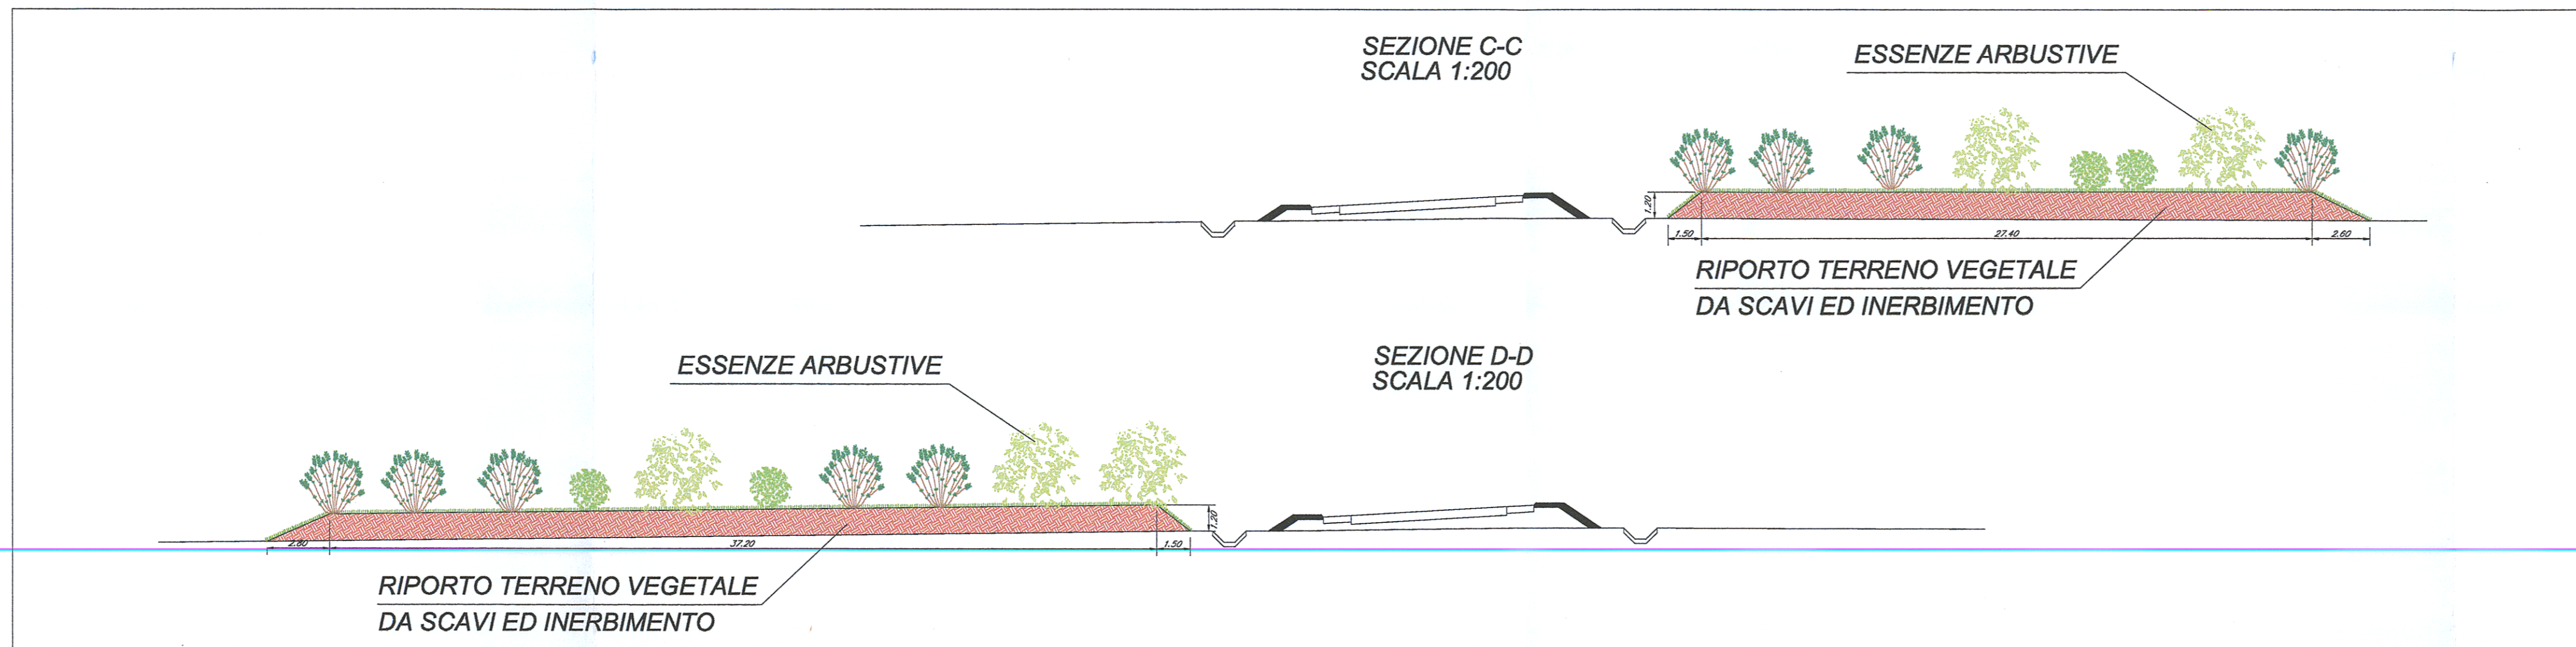 SEZIONE C-C
SCALA 1:200
ESSENZE ARBUSTIVE
1.20
1.50
27.40
2.60
RIPORTO TERRENO VEGETALE
DA SCAVI ED INERBIMENTO
SEZIONE D-D
SCALA 1:200
ESSENZE ARBUSTIVE
1.20
2.80
37.20
1.50
RIPORTO TERRENO VEGETALE
DA SCAVI ED INERBIMENTO